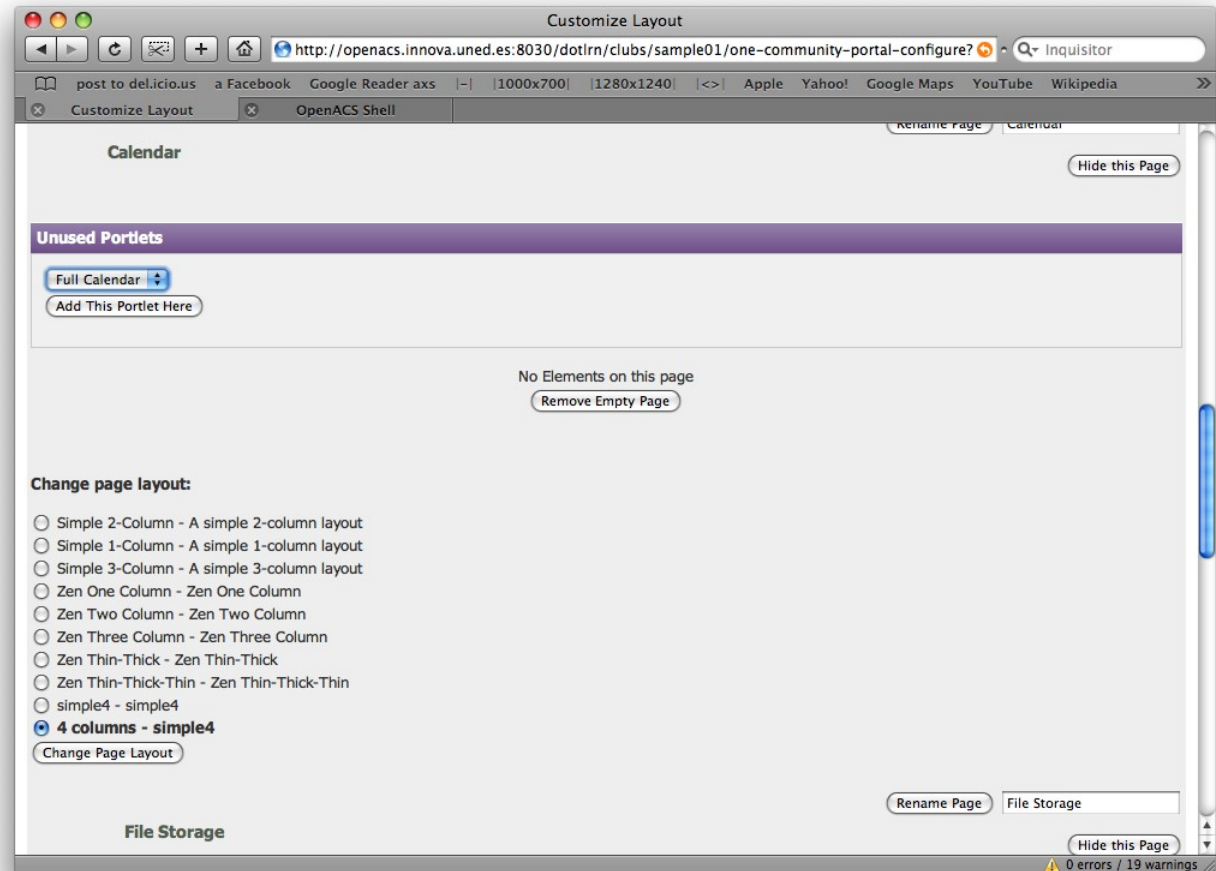 Customize Layout
http://openacs.innova.uned.es:8030/dotlrn/clubs/sample01/one-community-portal-configure?
Inquisitor
post to del.icio.us a Facebook Google Reader axs |-| |1000x700| |1280x1240| |<>| Apple Yahoo! Google Maps YouTube Wikipedia
Customize Layout OpenACS Shell
Rename Page Calendar
Calendar
Hide this Page
Unused Portlets
Full Calendar
Add This Portlet Here
No Elements on this page
Remove Empty Page
Change page layout:
Simple 2-Column - A simple 2-column layout
Simple 1-Column - A simple 1-column layout
Simple 3-Column - A simple 3-column layout
Zen One Column - Zen One Column
Zen Two Column - Zen Two Column
Zen Three Column - Zen Three Column
Zen Thin-Thick - Zen Thin-Thick
Zen Thin-Thick-Thin - Zen Thin-Thick-Thin
simple4 - simple4
4 columns - simple4
Change Page Layout
Rename Page File Storage
File Storage
Hide this Page
0 errors / 19 warnings